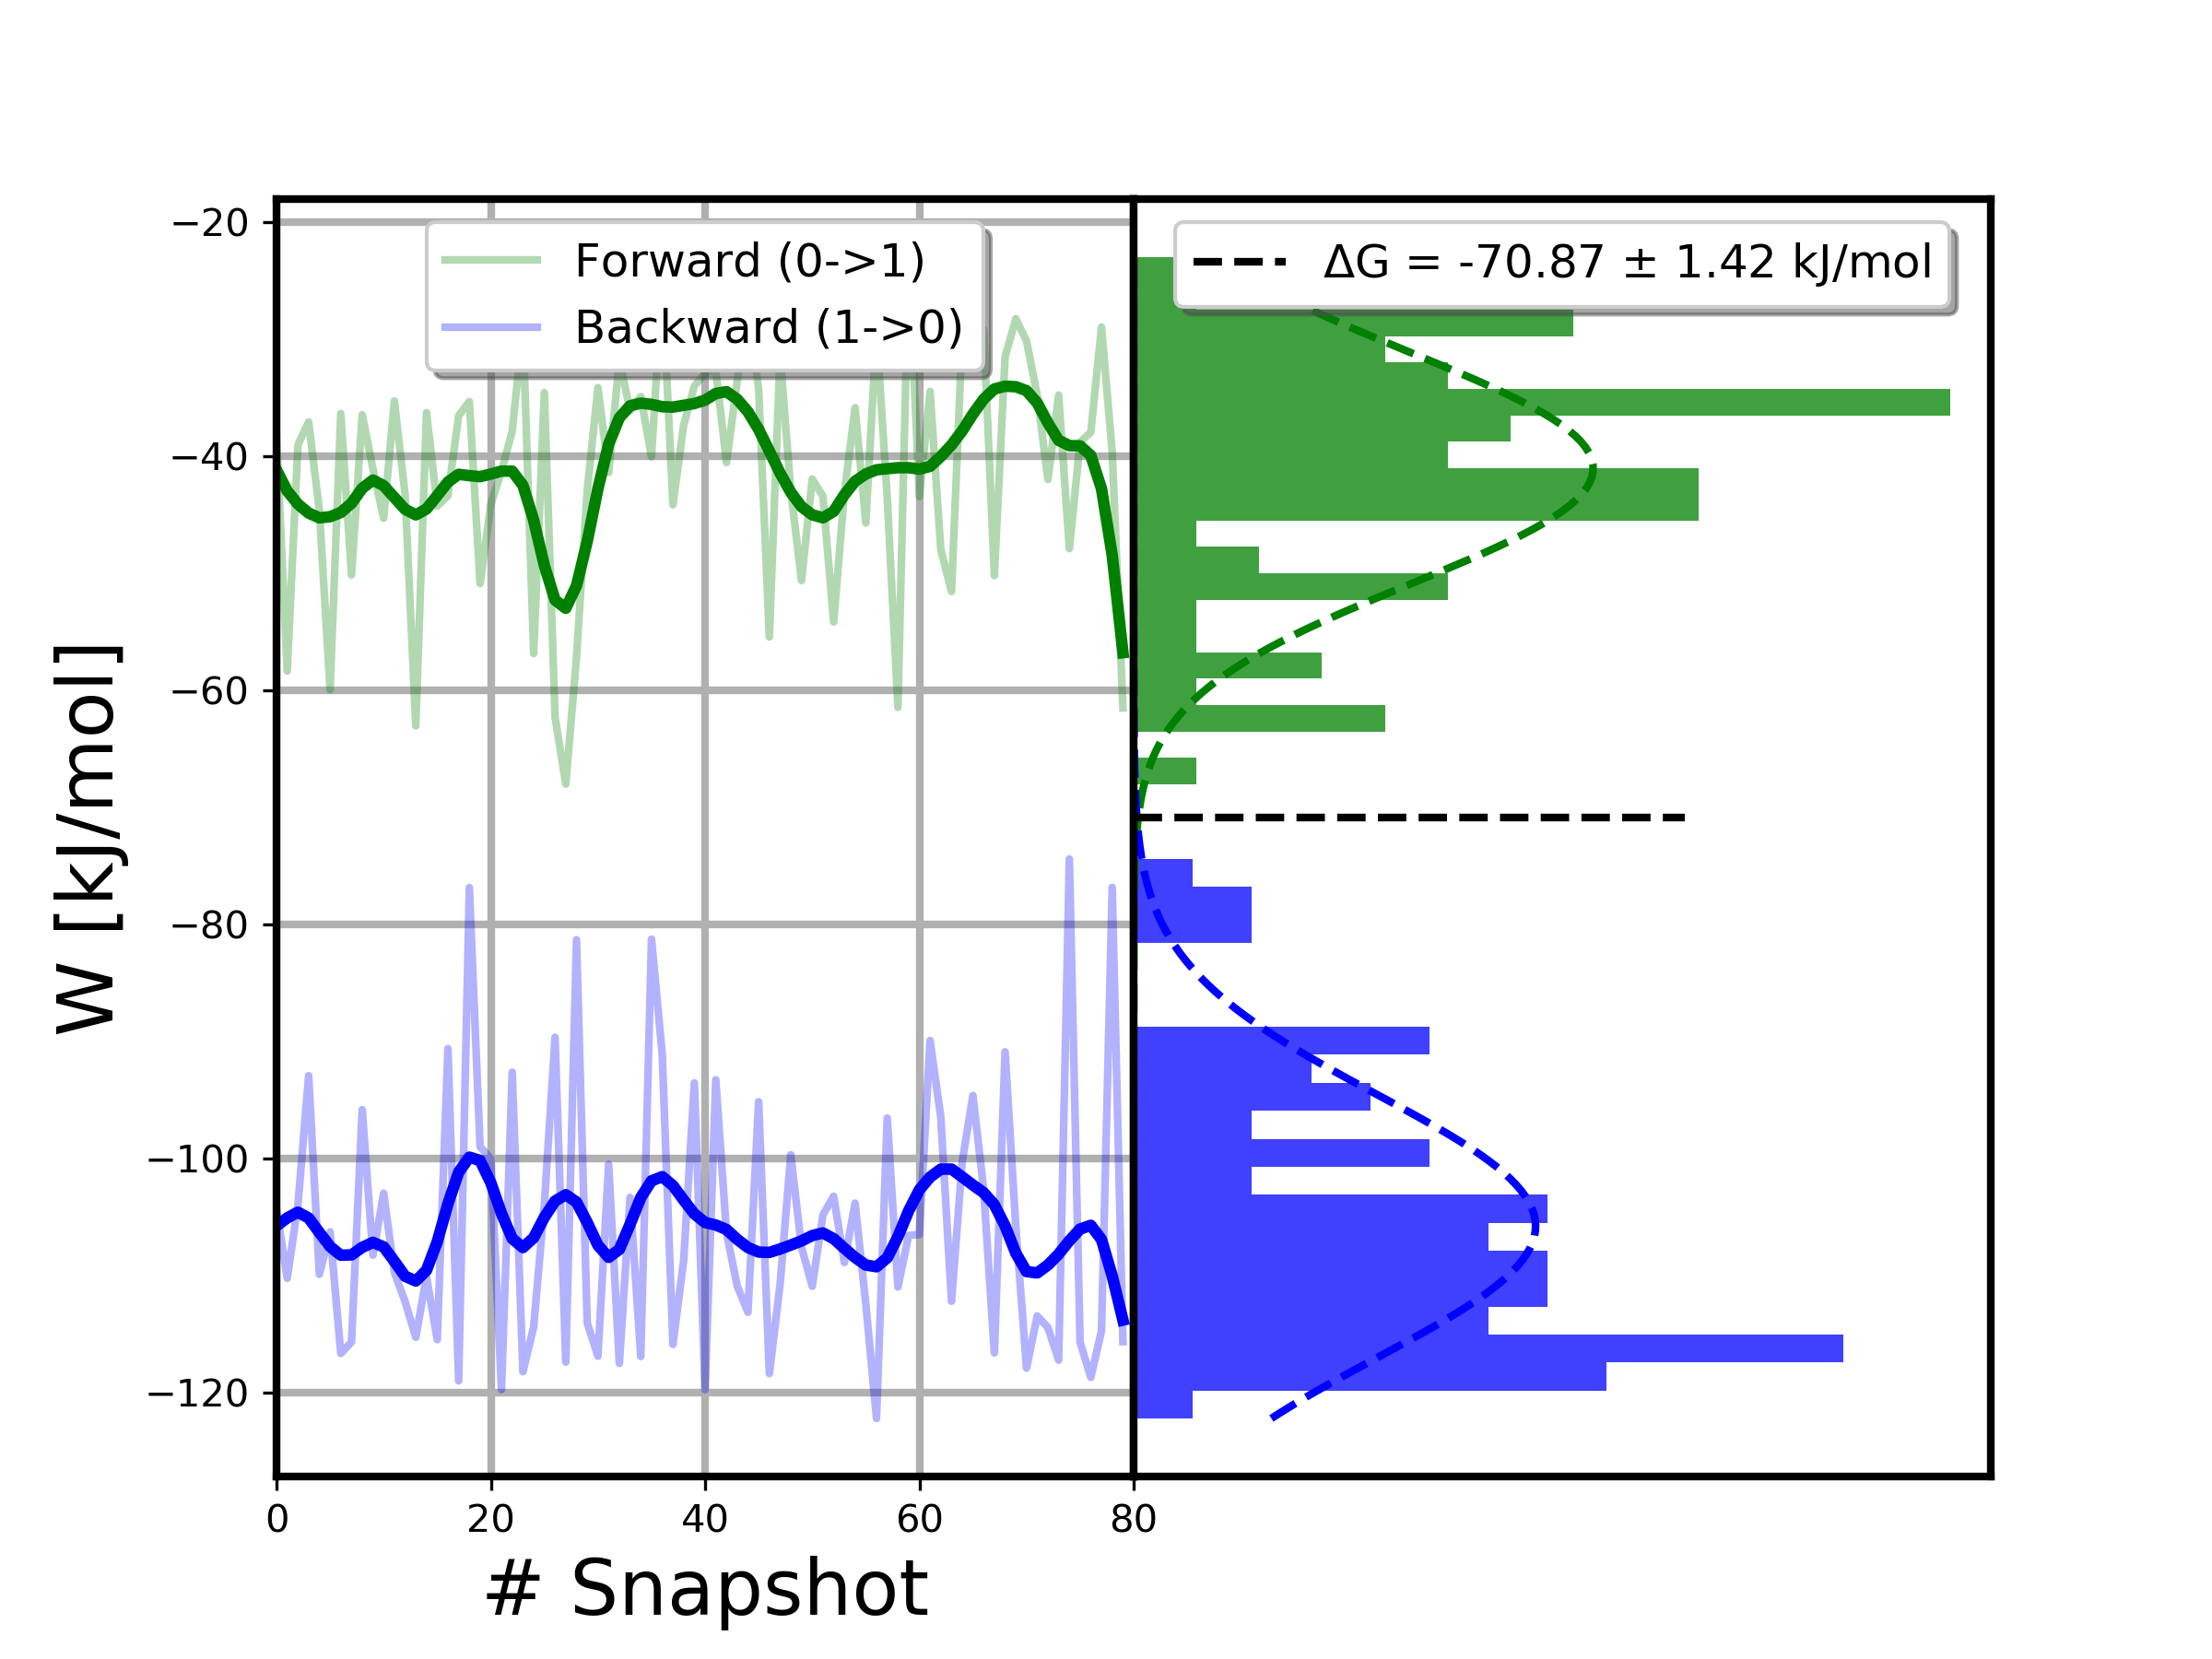 Forward (0->1)
Backward (1->0)
ΔG = -70.87 ± 1.42 kJ/mol
W [kJ/mol]
−20
−40
−60
−80
−100
−120
0 20 40 60 80
# Snapshot